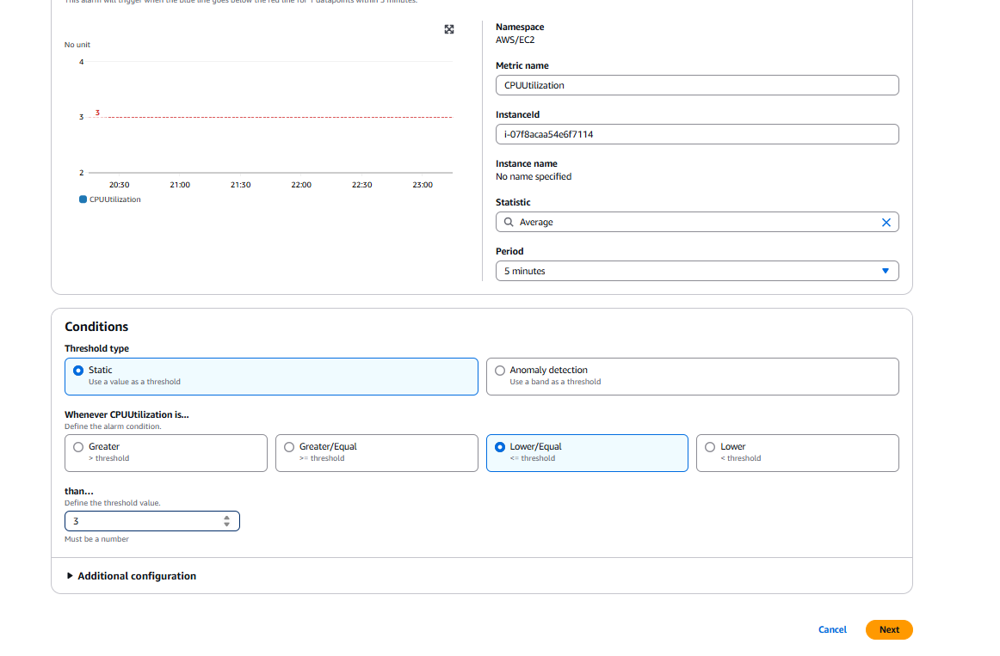 This alarm will trigger when the blue line goes below the red line for 1 datapoints within 5 minutes.
No unit
4
3
3
2
20:30 21:00 21:30 22:00 22:30 23:00
CPUUtilization
Namespace
AWS/EC2
Metric name
CPUUtilization
InstanceId
i-07f8acaa54e6f7114
Instance name
No name specified
Statistic
Average
Period
5 minutes
Conditions
Threshold type
Static
Use a value as a threshold
Anomaly detection
Use a band as a threshold
Whenever CPUUtilization is...
Define the alarm condition.
Greater
> threshold
Greater/Equal
>= threshold
Lower/Equal
<= threshold
Lower
< threshold
than...
Define the threshold value.
3
Must be a number
Additional configuration
Cancel
Next